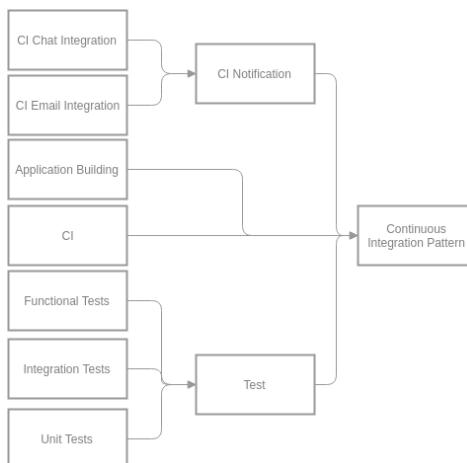 CI Chat Integration
CI Notification
CI Email Integration
Application Building
CI
Continuous
Integration Pattern
Functional Tests
Integration Tests
Test
Unit Tests